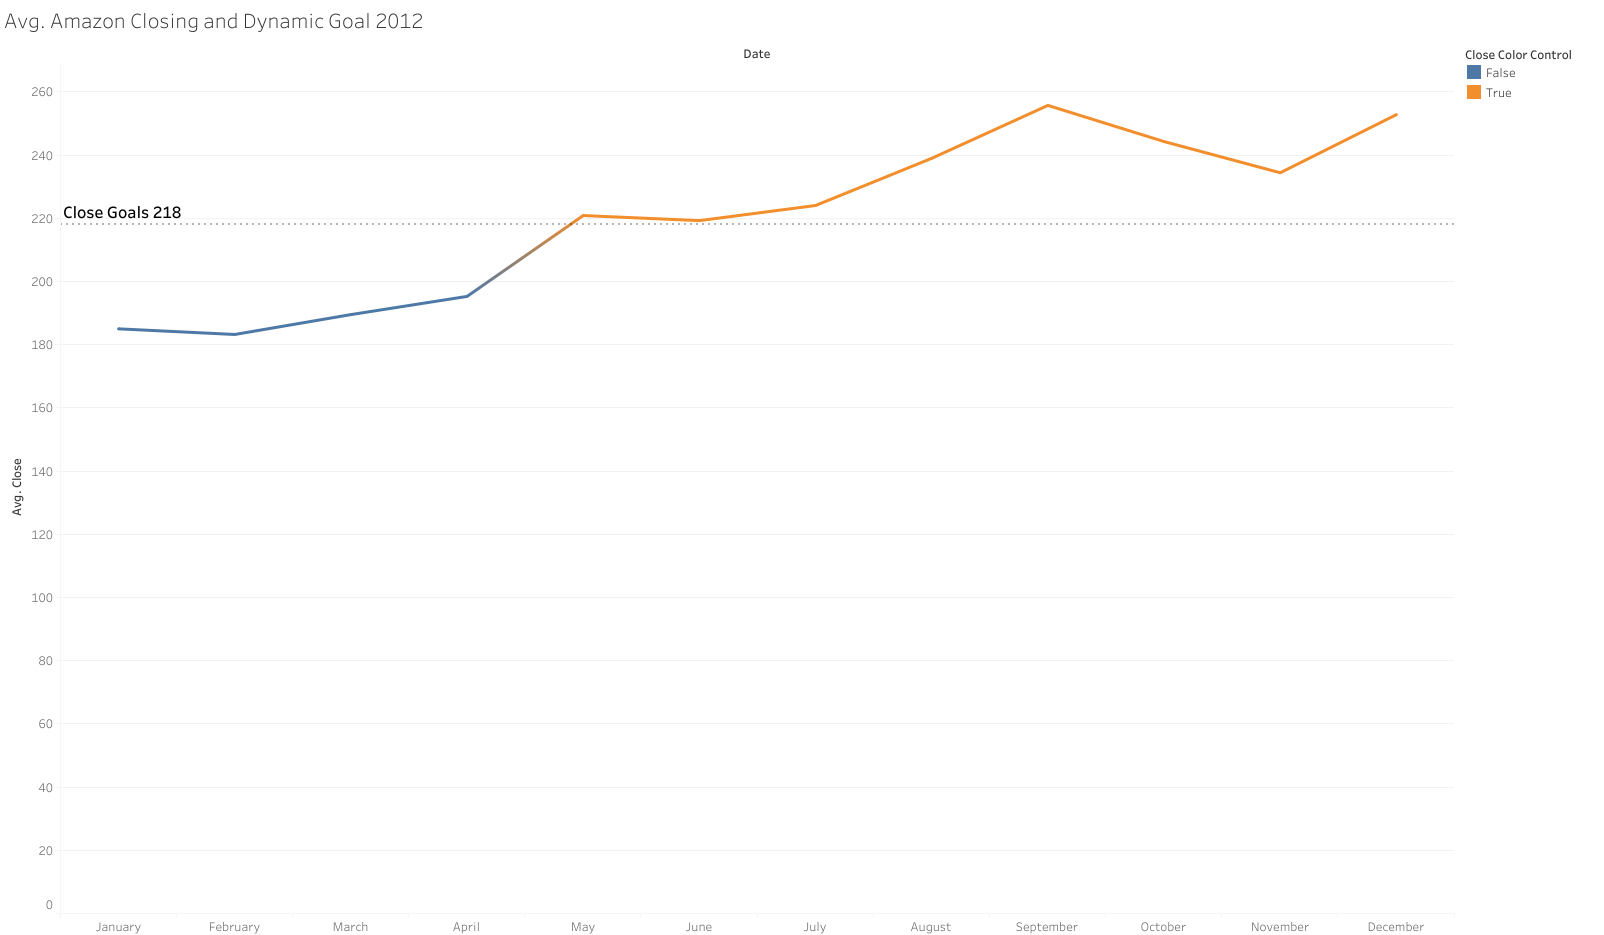 Avg. Amazon Closing and Dynamic Goal 2012
Date
Close Color Control
False
True
260
240
Close Goals 218
220
200
180
160
Avg. Close
140
120
100
80
60
40
20
0
January February March April May June July August September October November December